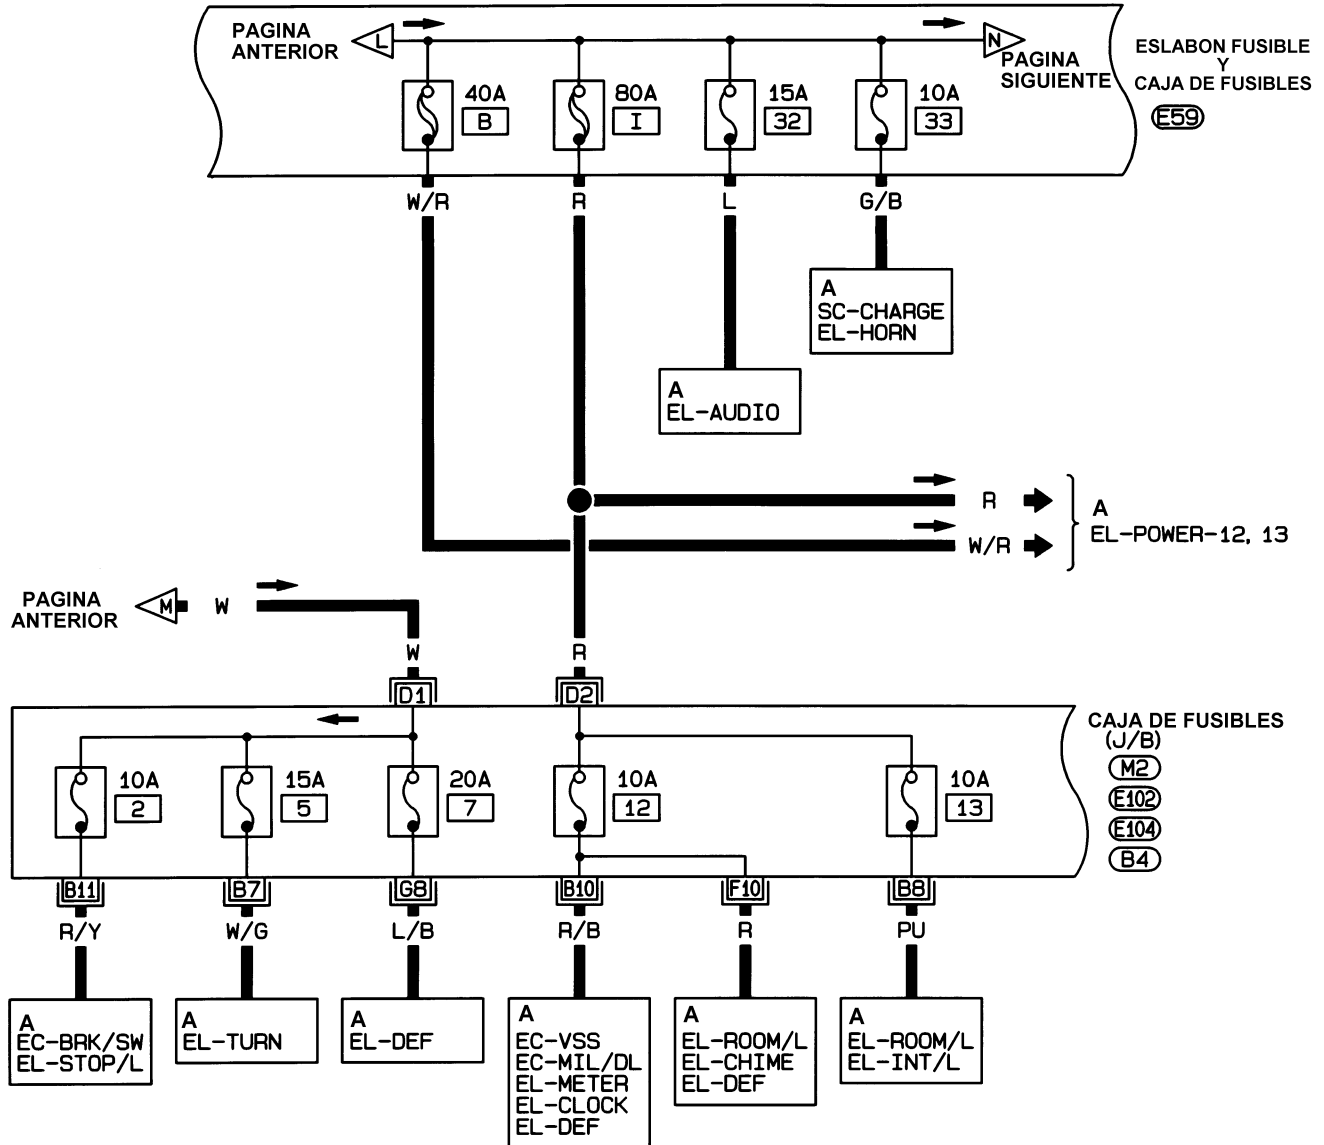 PAGINA
ANTERIOR
L
N
PAGINA
SIGUIENTE
ESLABON FUSIBLE
Y
CAJA DE FUSIBLES
E59
40A
B
80A
I
15A
32
10A
33
W/R
R
L
G/B
A
SC-CHARGE
EL-HORN
A
EL-AUDIO
R
W/R
A
EL-POWER-12, 13
PAGINA
ANTERIOR
M
W
W
R
D1
D2
CAJA DE FUSIBLES
(J/B)
M2
E102
E104
B4
10A
2
15A
5
20A
7
10A
12
10A
13
B11
B7
G8
B10
F10
B8
R/Y
W/G
L/B
R/B
R
PU
A
EC-BRK/SW
EL-STOP/L
A
EL-TURN
A
EL-DEF
A
EC-VSS
EC-MIL/DL
EL-METER
EL-CLOCK
EL-DEF
A
EL-ROOM/L
EL-CHIME
EL-DEF
A
EL-ROOM/L
EL-INT/L